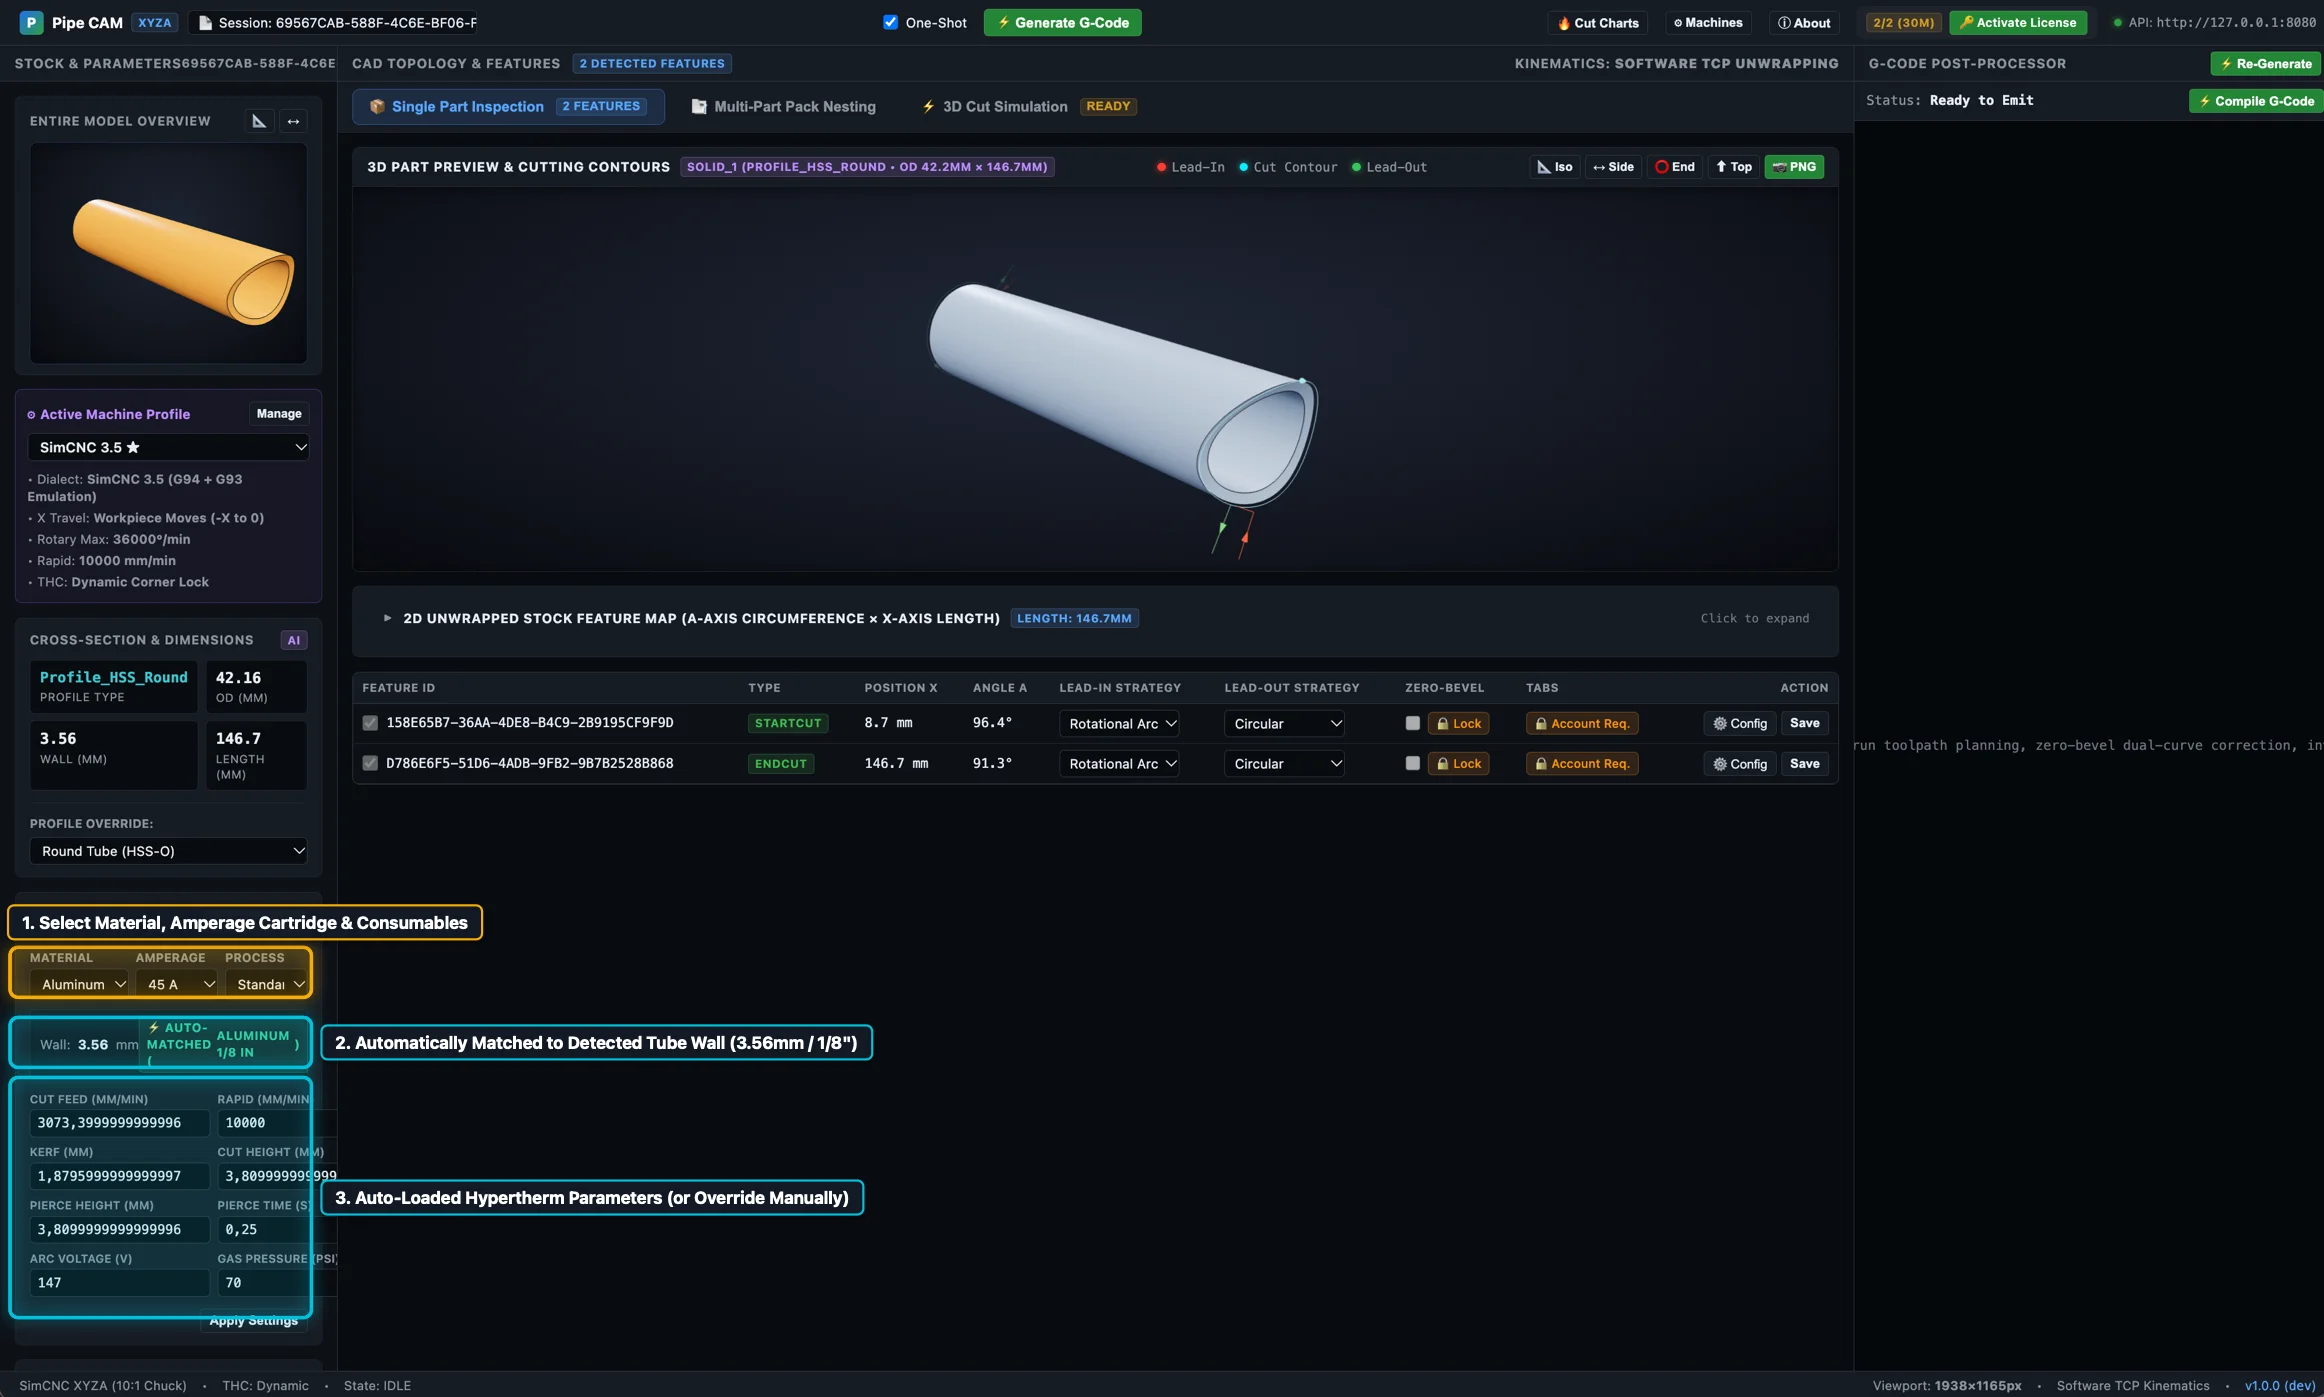 P Pipe CAM XYZA Session: 69567CAB-588F-4C6E-BF06-F One-Shot ⚡ Generate G-Code Cut Charts Machines About 2/2 (30M) Activate License API: http://127.0.0.1:8080
STOCK & PARAMETERS69567CAB-588F-4C6E
CAD TOPOLOGY & FEATURES 2 DETECTED FEATURES KINEMATICS: SOFTWARE TCP UNWRAPPING
G-CODE POST-PROCESSOR ⚡ Re-Generate
Status: Ready to Emit ⚡ Compile G-Code
Single Part Inspection 2 FEATURES Multi-Part Pack Nesting ⚡ 3D Cut Simulation READY
ENTIRE MODEL OVERVIEW
3D PART PREVIEW & CUTTING CONTOURS SOLID_1 (PROFILE_HSS_ROUND • OD 42.2MM × 146.7MM) Lead-In Cut Contour Lead-Out Iso ↔ Side End Top PNG
Active Machine Profile Manage
SimCNC 3.5 ★
• Dialect: SimCNC 3.5 (G94 + G93
Emulation)
• X Travel: Workpiece Moves (-X to 0)
• Rotary Max: 36000°/min
• Rapid: 10000 mm/min
• THC: Dynamic Corner Lock
2D UNWRAPPED STOCK FEATURE MAP (A-AXIS CIRCUMFERENCE × X-AXIS LENGTH) LENGTH: 146.7MM Click to expand
CROSS-SECTION & DIMENSIONS AI
Profile_HSS_Round
PROFILE TYPE
42.16
OD (MM)
3.56
WALL (MM)
146.7
LENGTH
(MM)
PROFILE OVERRIDE:
Round Tube (HSS-O)
FEATURE ID TYPE POSITION X ANGLE A LEAD-IN STRATEGY LEAD-OUT STRATEGY ZERO-BEVEL TABS ACTION
158E65B7-36AA-4DE8-B4C9-2B9195CF9F9D STARTCUT 8.7 mm 96.4° Rotational Arc Circular Lock Account Req. Config Save
D786E6F5-51D6-4ADB-9FB2-9B7B2528B868 ENDCUT 146.7 mm 91.3° Rotational Arc Circular Lock Account Req. Config Save
run toolpath planning, zero-bevel dual-curve correction, in
1. Select Material, Amperage Cartridge & Consumables
MATERIAL AMPERAGE PROCESS
Aluminum 45 A Standar
Wall: 3.56 mm
⚡ AUTO-
MATCHED
(
ALUMINUM
1/8 IN
)
2. Automatically Matched to Detected Tube Wall (3.56mm / 1/8")
CUT FEED (MM/MIN) RAPID (MM/MIN
3073,3999999999996 10000
KERF (MM) CUT HEIGHT (MM)
1,8795999999999997 3,809999999999
PIERCE HEIGHT (MM) PIERCE TIME (S
3,8099999999999996 0,25
ARC VOLTAGE (V) GAS PRESSURE (PSI)
147 70
3. Auto-Loaded Hypertherm Parameters (or Override Manually)
Apply Settings
SimCNC XYZA (10:1 Chuck) • THC: Dynamic • State: IDLE Viewport: 1938×1165px • Software TCP Kinematics • v1.0.0 (dev)